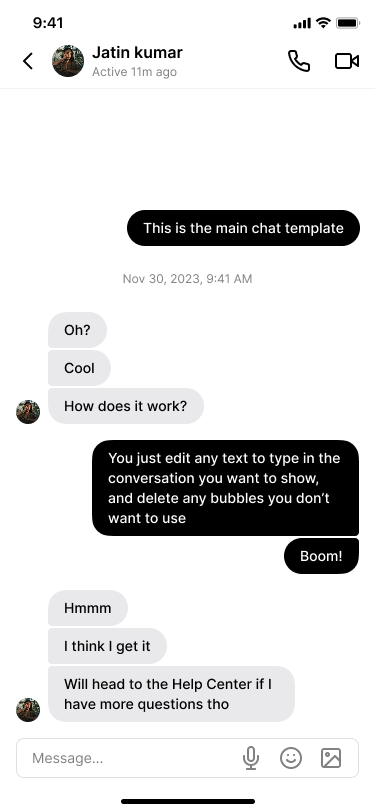 9:41
Jatin kumar
Active 11m ago
This is the main chat template
Nov 30, 2023, 9:41 AM
Oh?
Cool
How does it work?
You just edit any text to type in the
conversation you want to show,
and delete any bubbles you don’t
want to use
Boom!
Hmmm
I think I get it
Will head to the Help Center if I
have more questions tho
Message...